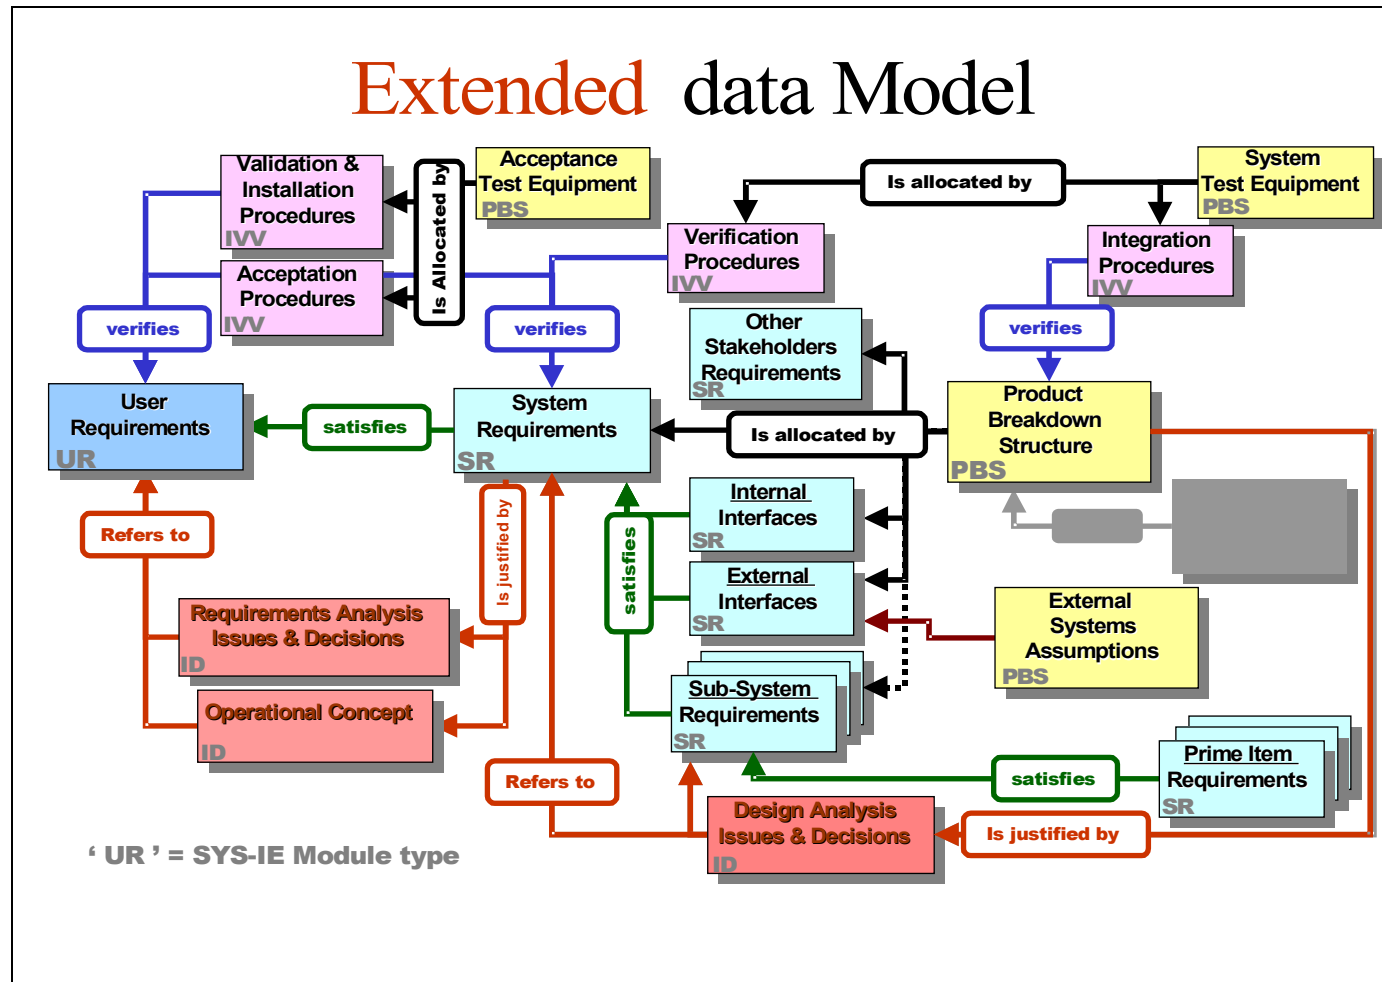 Extended data Model
Validation &
Installation
Procedures
IVV
Is Allocated by
Acceptance
Test Equipment
PBS
Is allocated by
System
Test Equipment
PBS
Acceptation
Procedures
IVV
Verification
Procedures
IVV
Integration
Procedures
IVV
verifies
verifies
verifies
Other
Stakeholders
Requirements
SR
User
Requirements
UR
satisfies
System
Requirements
SR
Is allocated by
Product
Breakdown
Structure
PBS
Refers to
Is justified by
satisfies
Internal
Interfaces
SR
External
Interfaces
SR
Requirements Analysis
Issues & Decisions
ID
External
Systems
Assumptions
PBS
Operational Concept
ID
Sub-System
Requirements
SR
Refers to
satisfies
Prime Item
Requirements
SR
Design Analysis
Issues & Decisions
ID
Is justified by
‘ UR ’ = SYS-IE Module type